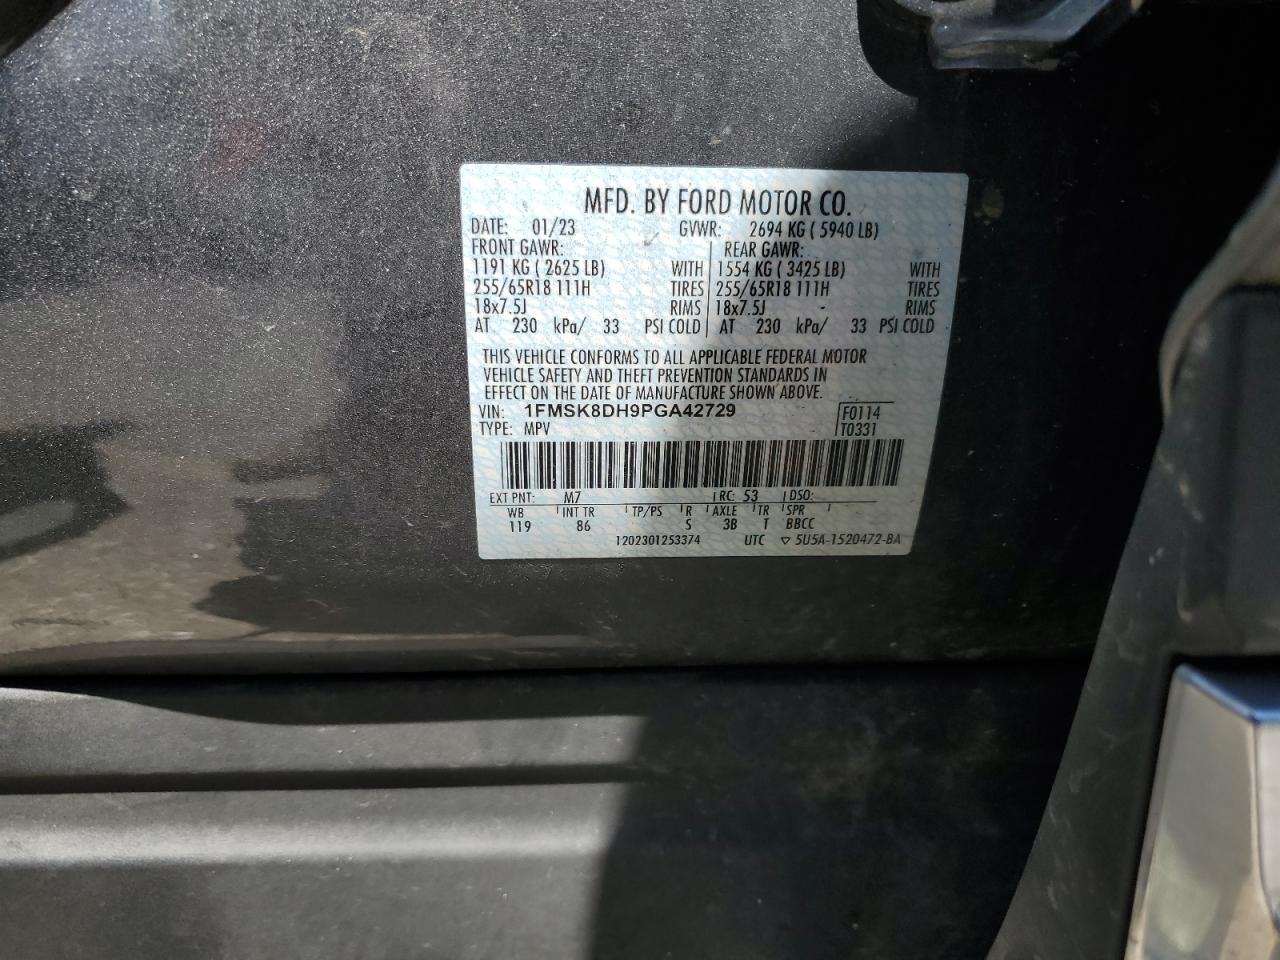 MFD. BY FORD MOTOR CO.
DATE: 01/23 GVWR: 2694 KG ( 5940 LB)
FRONT GAWR: REAR GAWR:
1191 KG ( 2625 LB) WITH 1554 KG ( 3425 LB) WITH
255/65R18 111H TIRES 255/65R18 111H TIRES
18x7.5J RIMS 18x7.5J RIMS
AT 230 kPa/ 33 PSI COLD AT 230 kPa/ 33 PSI COLD
THIS VEHICLE CONFORMS TO ALL APPLICABLE FEDERAL MOTOR
VEHICLE SAFETY AND THEFT PREVENTION STANDARDS IN
EFFECT ON THE DATE OF MANUFACTURE SHOWN ABOVE.
VIN: 1FMSK8DH9PGA42729 F0114
TYPE: MPV T0331
EXT PNT: M7 RC: 53 DSO:
WB INT TR TP/PS R AXLE TR SPR
119 86 S 3B T BBCC
1202301253374 UTC ▽ 5U5A-1520472-BA